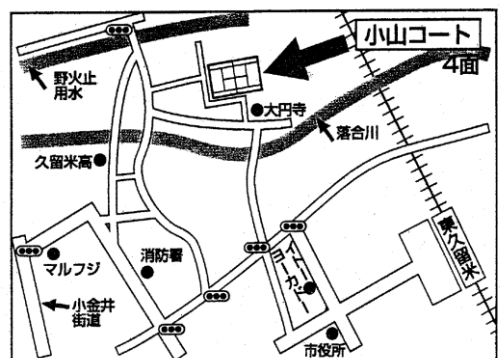 小山コート
4面
野火止
用水
大円寺
落合川
久留米高
マルフジ
消防署
小金井
街道
イトー
ヨーカドー
市役所
東久留米